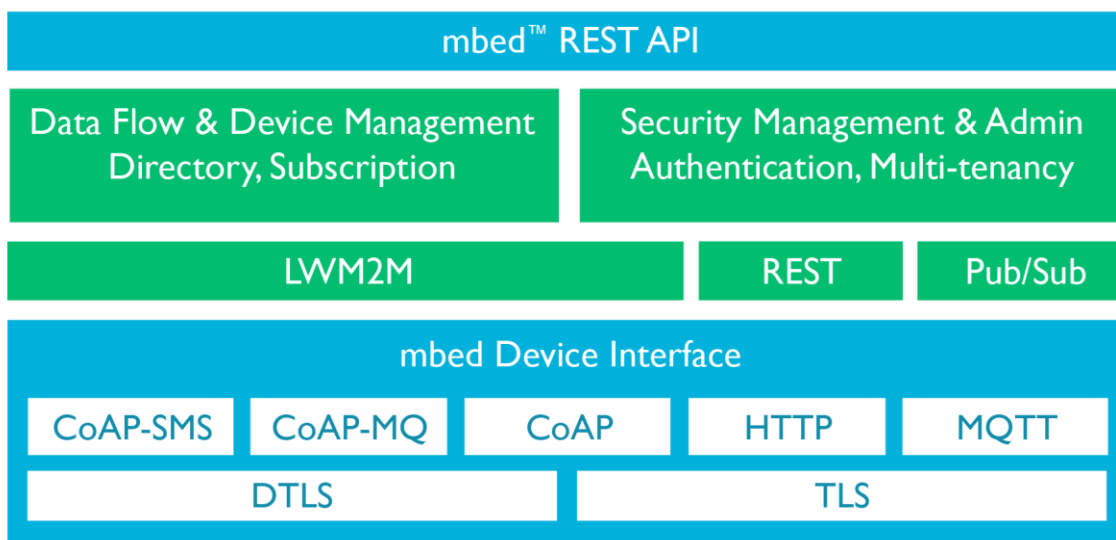 mbed™ REST API
Data Flow & Device Management
Directory, Subscription
Security Management & Admin
Authentication, Multi-tenancy
LWM2M
REST
Pub/Sub
mbed Device Interface
CoAP-SMS
CoAP-MQ
CoAP
HTTP
MQTT
DTLS
TLS